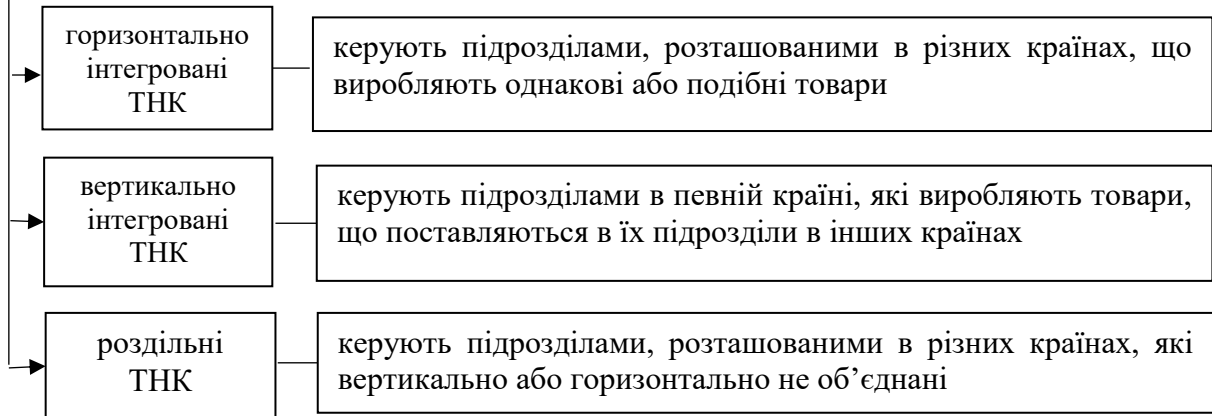 горизонтально
інтегровані
ТНК
керують підрозділами, розташованими в різних країнах, що
виробляють однакові або подібні товари
вертикально
інтегровані
ТНК
керують підрозділами в певній країні, які виробляють товари,
що поставляються в їх підрозділи в інших країнах
роздільні
ТНК
керують підрозділами, розташованими в різних країнах, які
вертикально або горизонтально не об’єднані